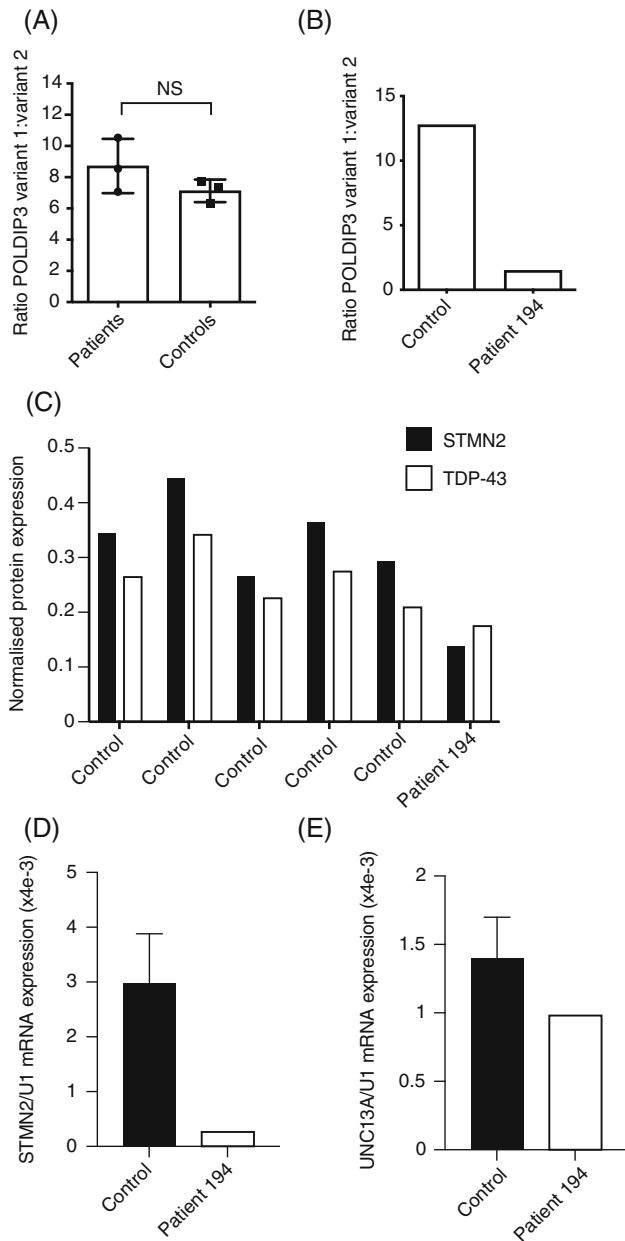 (A)
Ratio POLDIP3 variant 1:variant 2
14
12
10
8
6
4
2
0
NS
Patients
Controls
(B)
Ratio POLDIP3 variant 1:variant 2
15
10
5
0
Control
Patient 194
(C)
Normalised protein expression
0.5
0.4
0.3
0.2
0.1
0
STMN2
TDP-43
Control
Control
Control
Control
Control
Patient 194
(D)
STMN2/U1 mRNA expression (x4e-3)
5
4
3
2
1
0
Control
Patient 194
(E)
UNC13A/U1 mRNA expression (x4e-3)
2
1.5
1
0.5
0
Control
Patient 194